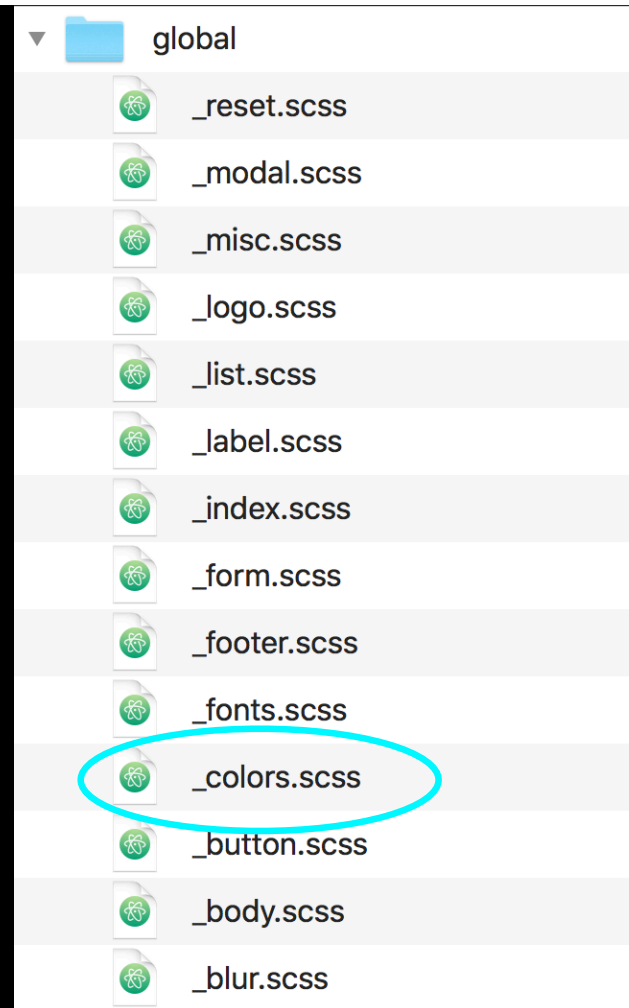 global
_reset.scss
_modal.scss
_misc.scss
_logo.scss
_list.scss
_label.scss
_index.scss
_form.scss
_footer.scss
_fonts.scss
_colors.scss
_button.scss
_body.scss
_blur.scss